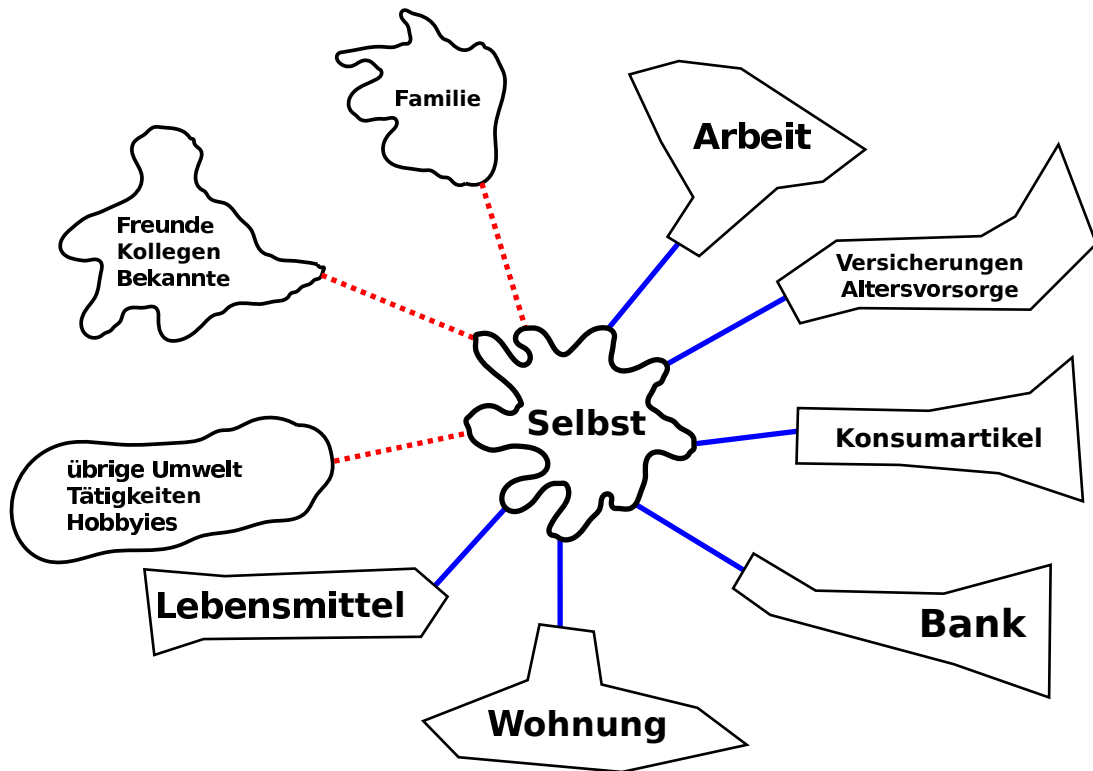 Familie
Arbeit
Freunde
Kollegen
Bekannte
Versicherungen
Altersvorsorge
Selbst
Konsumartikel
übrige Umwelt
Tätigkeiten
Hobbyies
Lebensmittel
Bank
Wohnung